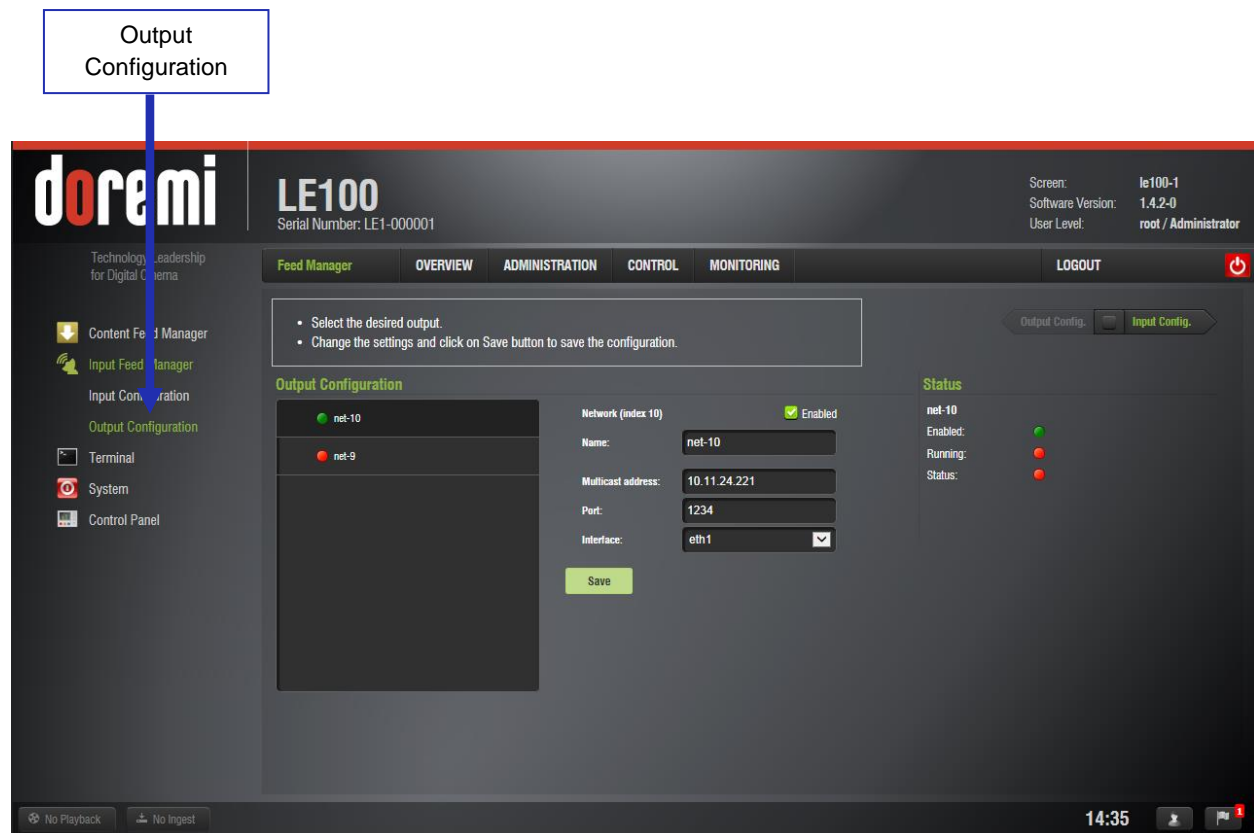 Output
Configuration
doremi
Technology Leadership
for Digital Cinema
LE100
Serial Number: LE1-000001
Screen: le100-1
Software Version: 1.4.2-0
User Level: root / Administrator
Feed Manager OVERVIEW ADMINISTRATION CONTROL MONITORING LOGOUT
Content Feed Manager
Input Feed Manager
Input Configuration
Output Configuration
Terminal
System
Control Panel
• Select the desired output.
• Change the settings and click on Save button to save the configuration.
Output Config. Input Config.
Output Configuration
net-10
net-9
Network (index 10) Enabled
Name: net-10
Multicast address: 10.11.24.221
Port: 1234
Interface: eth1
Save
Status
net-10
Enabled:
Running:
Status:
No Playback No Ingest
14:35
1